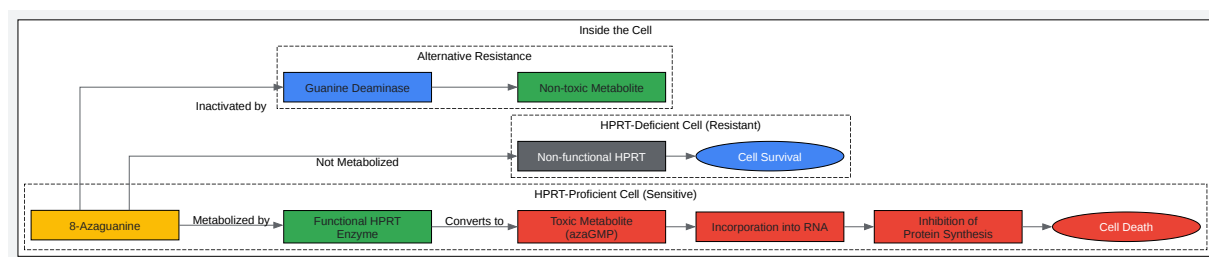 Inside the Cell
Alternative Resistance
Guanine Deaminase
Non-toxic Metabolite
Inactivated by
HPRT-Deficient Cell (Resistant)
Not Metabolized
Non-functional HPRT
Cell Survival
HPRT-Proficient Cell (Sensitive)
8-Azaguanine
Metabolized by
Functional HPRT
Enzyme
Converts to
Toxic Metabolite
(azaGMP)
Incorporation into RNA
Inhibition of
Protein Synthesis
Cell Death